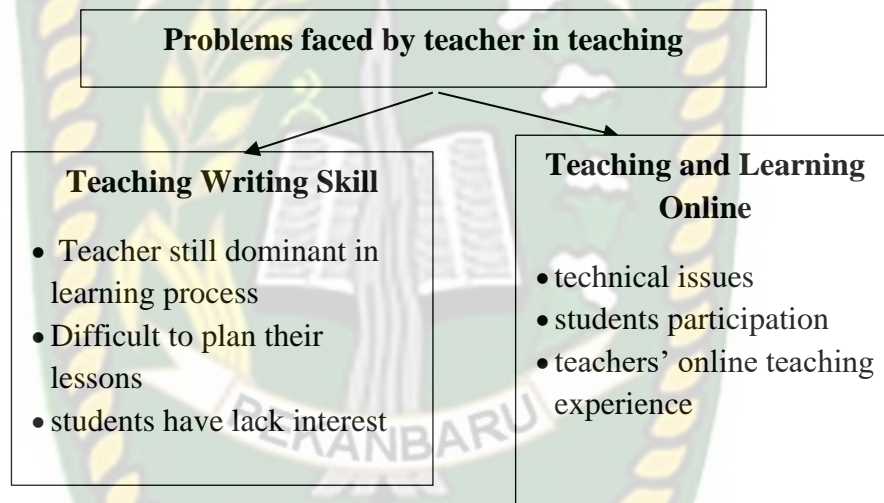 Problems faced by teacher in teaching
Teaching Writing Skill
• Teacher still dominant in
learning process
• Difficult to plan their
lessons
• students have lack interest
Teaching and Learning
Online
• technical issues
• students participation
• teachers’ online teaching
experience
PEKANBARU